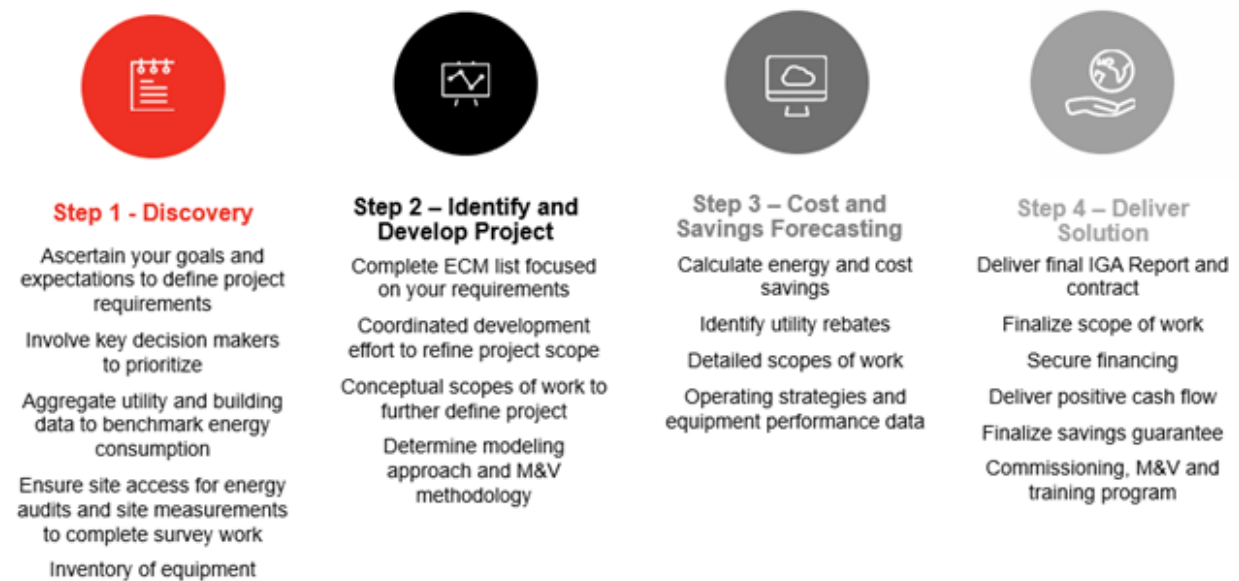 Step 1 - Discovery
Ascertain your goals and
expectations to define project
requirements
Involve key decision makers
to prioritize
Aggregate utility and building
data to benchmark energy
consumption
Ensure site access for energy
audits and site measurements
to complete survey work
Inventory of equipment
Step 2 – Identify and
Develop Project
Complete ECM list focused
on your requirements
Coordinated development
effort to refine project scope
Conceptual scopes of work to
further define project
Determine modeling
approach and M&V
methodology
Step 3 – Cost and
Savings Forecasting
Calculate energy and cost
savings
Identify utility rebates
Detailed scopes of work
Operating strategies and
equipment performance data
Step 4 – Deliver
Solution
Deliver final IGA Report and
contract
Finalize scope of work
Secure financing
Deliver positive cash flow
Finalize savings guarantee
Commissioning, M&V and
training program